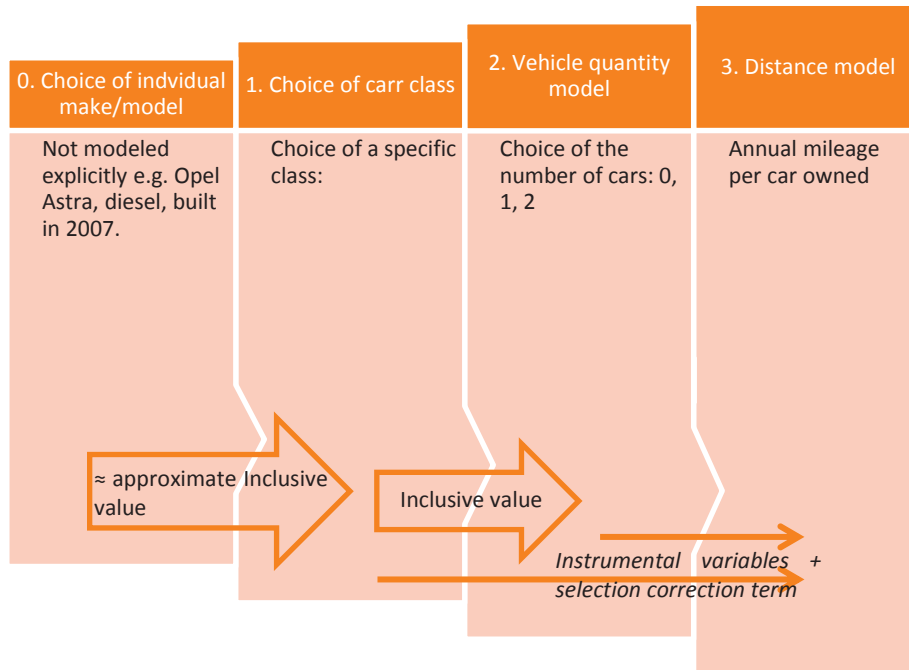 0. Choice of indvidual
make/model
1. Choice of carr class
2. Vehicle quantity
model
3. Distance model
Not modeled
explicitly e.g. Opel
Astra, diesel, built
in 2007.
Choice of a specific
class:
Choice of the
number of cars: 0,
1, 2
Annual mileage
per car owned
≈ approximate Inclusive
value
Inclusive value
Instrumental variables +
selection correction term